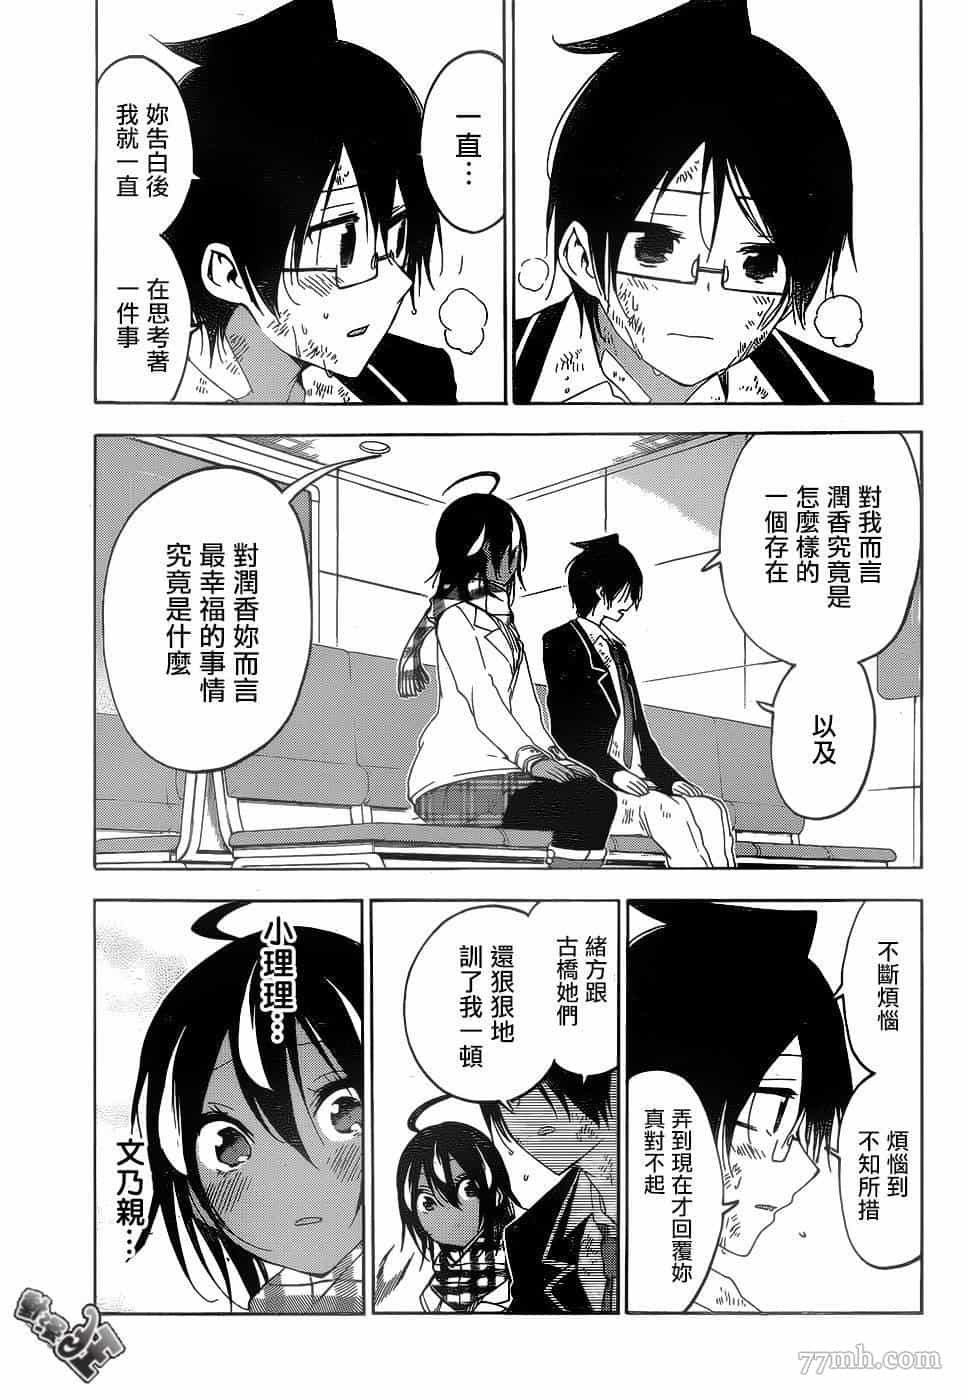 一直…
妳告白後
我就一直
在思考著
一件事
對我而言
潤香究竟是
怎麼樣的
一個存在
以及
對潤香妳而言
最幸福的事情
究竟是什麼
不斷煩惱
煩惱到
不知所措
弄到現在才回覆妳
真對不起
緒方跟
古橋她們
還狠狠地
訓了我一頓
小理理…
文乃親…
77mh.com